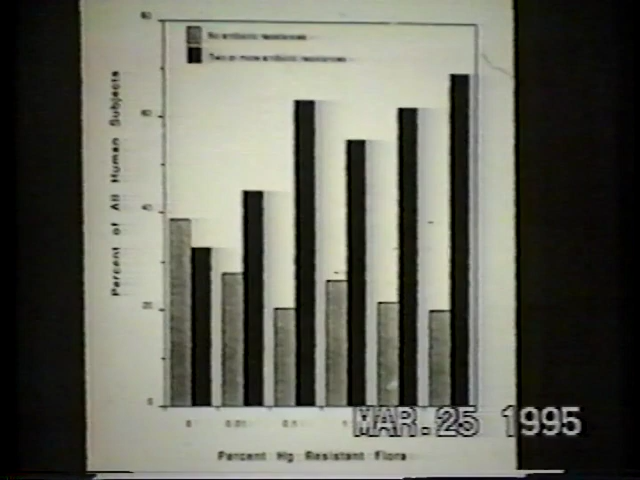 80
No antibiotic resistances
Two or more antibiotic resistances
60
40
20
0
Percent of All Human Subjects
0 0.01 0.1 1
Percent Hg Resistant Flora
MAR. 25 1995